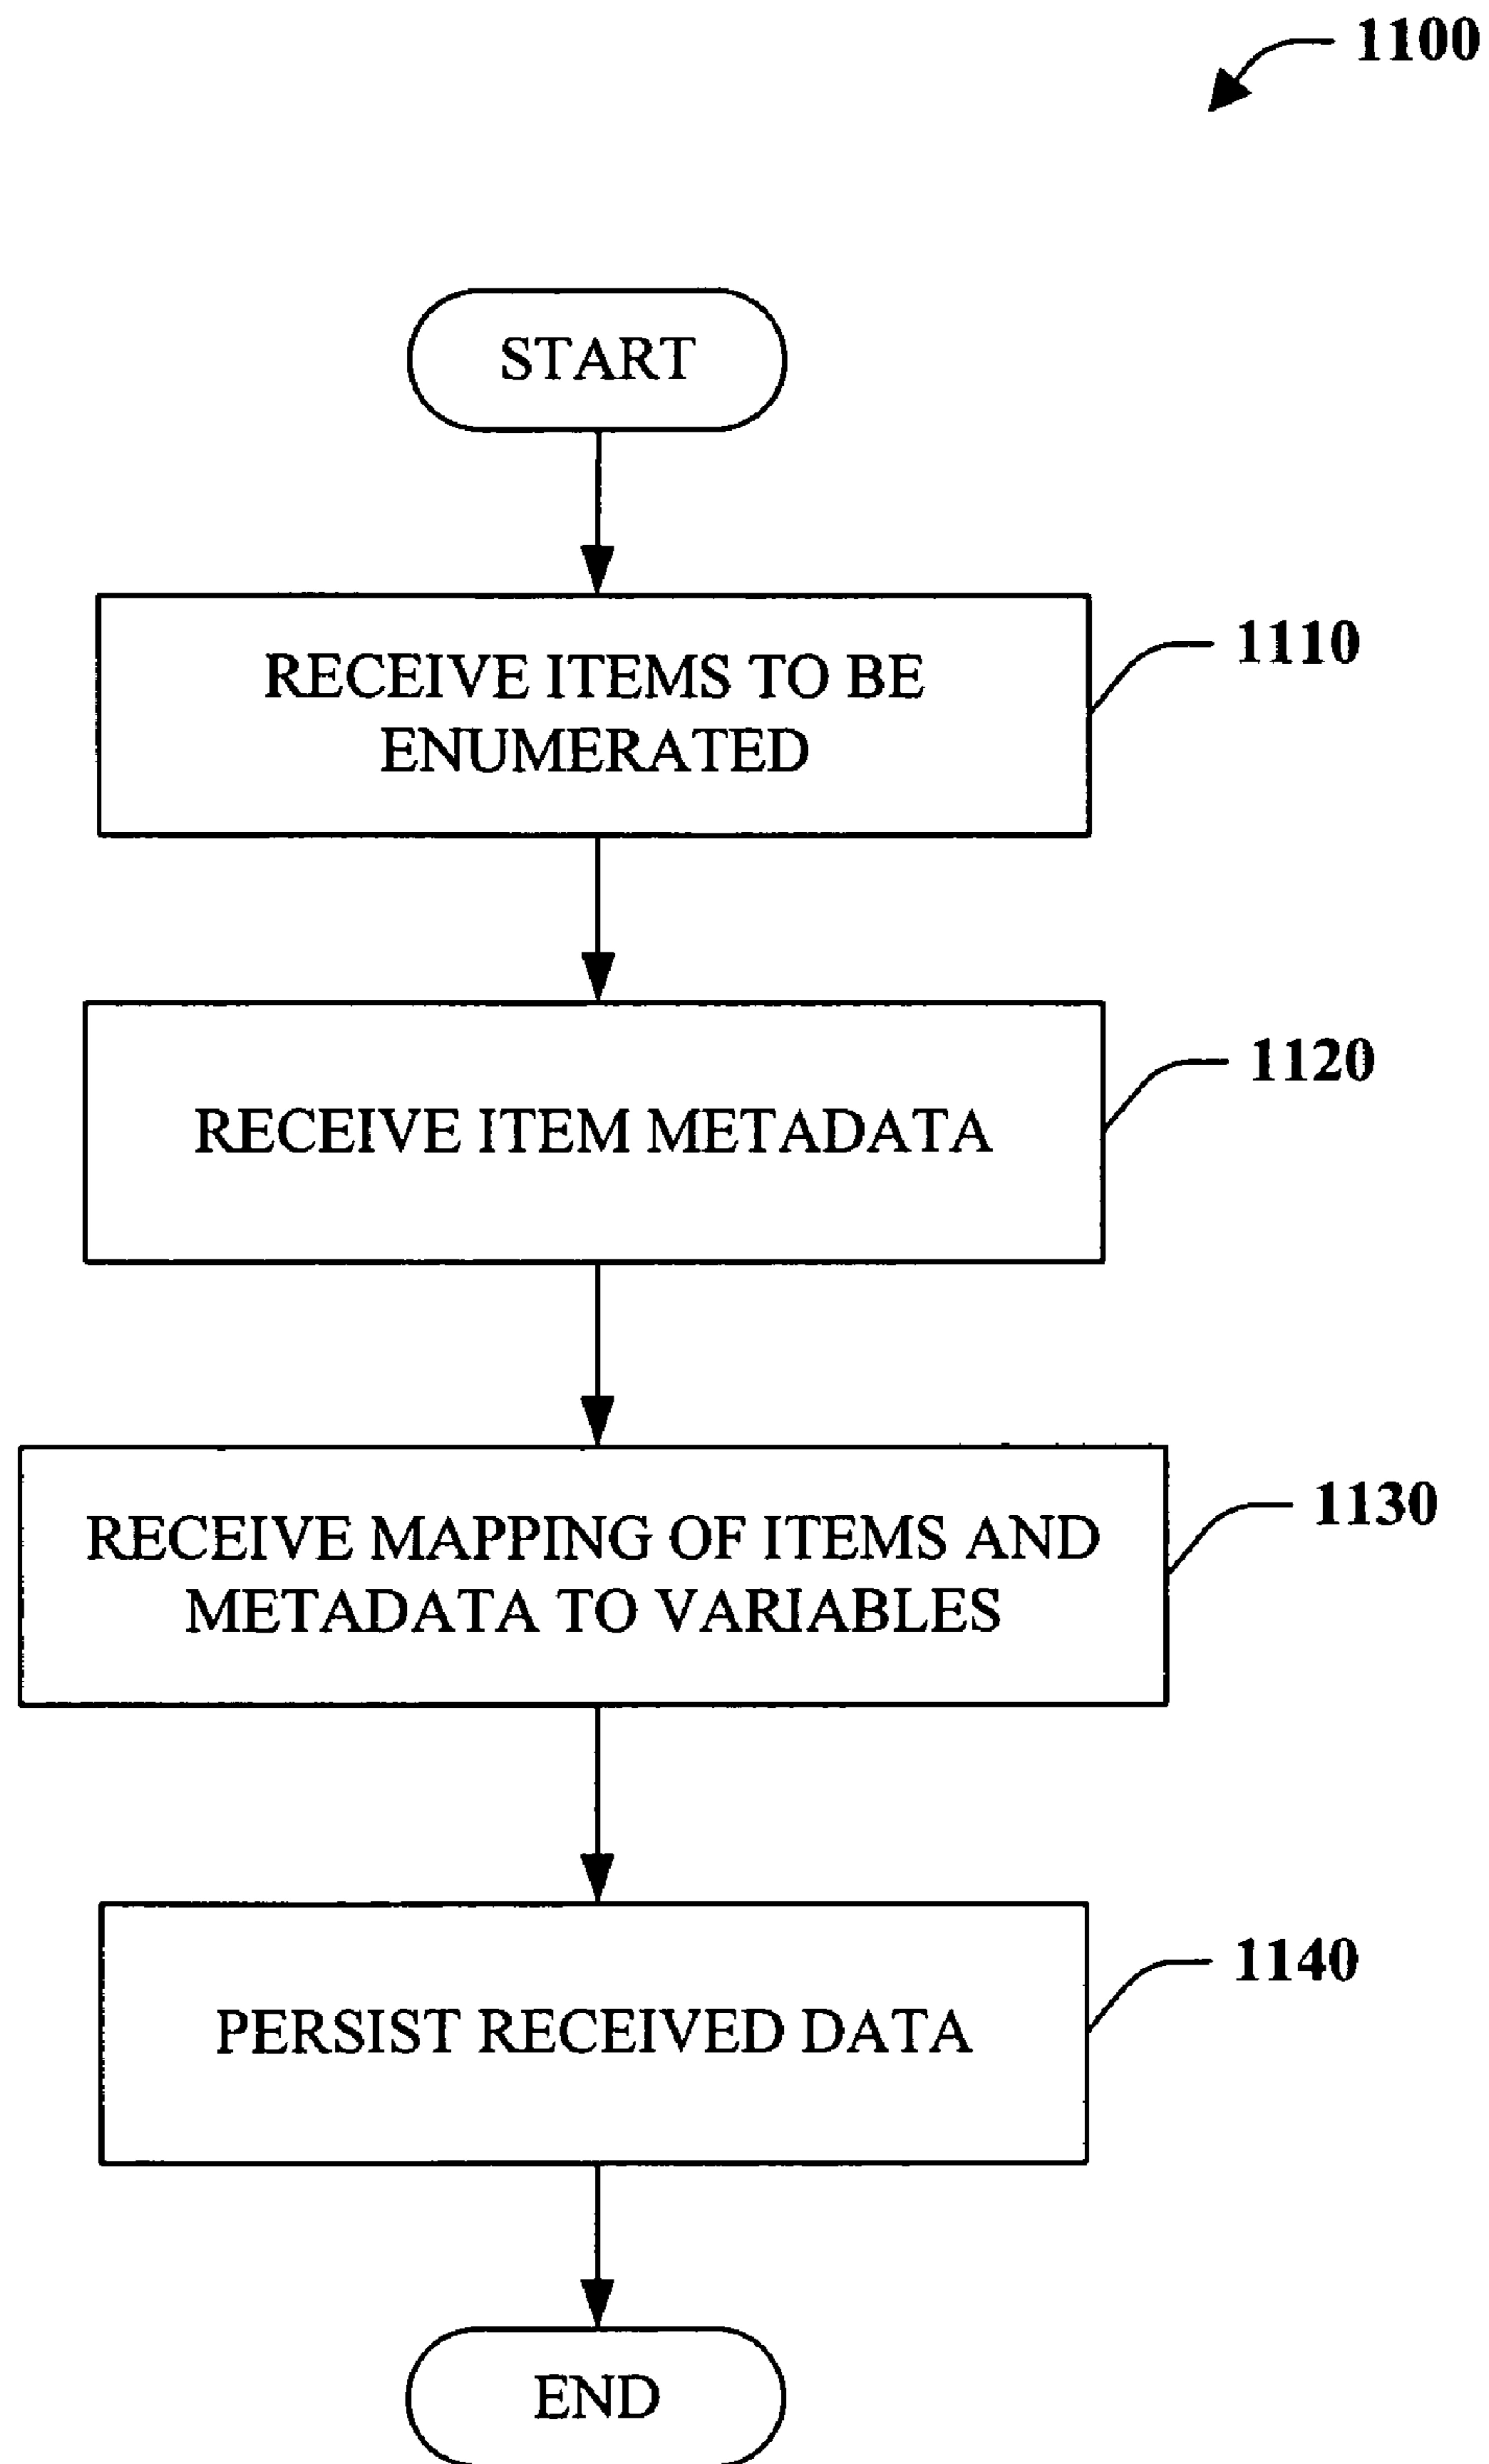 1100
START
RECEIVE ITEMS TO BE
ENUMERATED
1110
RECEIVE ITEM METADATA
1120
RECEIVE MAPPING OF ITEMS AND
METADATA TO VARIABLES
1130
PERSIST RECEIVED DATA
1140
END